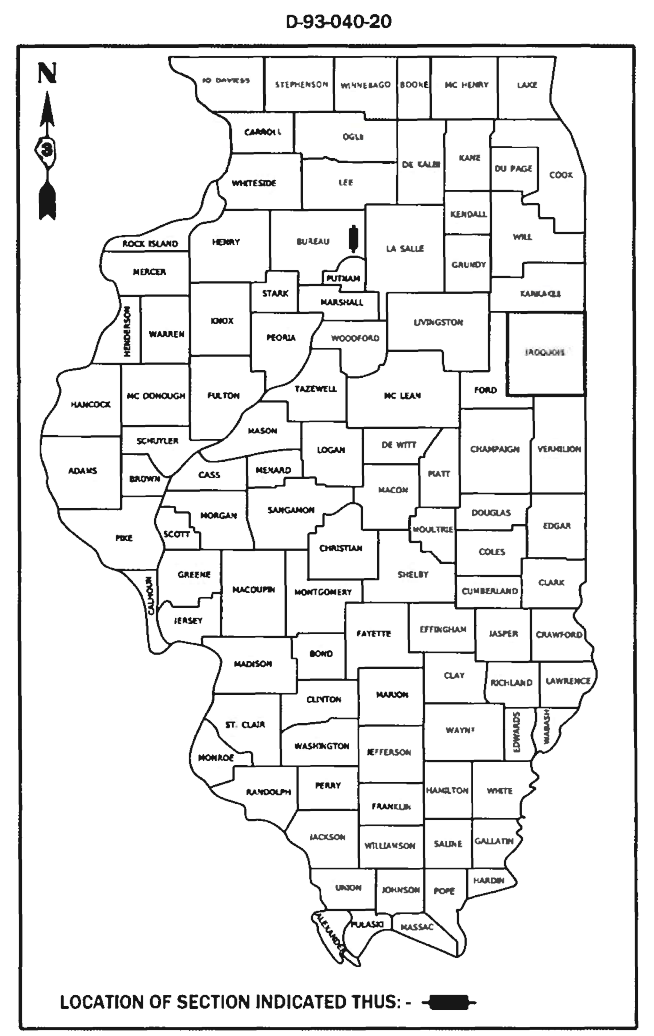 D-93-040-20
N
JO DAVIESS
STEPHENSON
WINNEBAGO
BOONE
MC HENRY
LAKE
CARROLL
OGLE
DE KALB
KANE
DU PAGE
COOK
WHITESIDE
LEE
KENDALL
ROCK ISLAND
HENRY
BUREAU
LA SALLE
WILL
MERCER
PUTNAM
GRUNDY
STARK
MARSHALL
KANKAKEE
HENDERSON
WARREN
KNOX
PEORIA
WOODFORD
LIVINGSTON
IROQUOIS
HANCOCK
MC DONOUGH
FULTON
TAZEWELL
MC LEAN
FORD
SCHUYLER
MASON
LOGAN
DE WITT
CHAMPAIGN
VERMILION
ADAMS
BROWN
CASS
MENARD
PIATT
MACON
MORGAN
SANGAMON
DOUGLAS
EDGAR
PIKE
SCOTT
CHRISTIAN
MOULTRIE
COLES
CALHOUN
GREENE
MACOUPIN
MONTGOMERY
SHELBY
CUMBERLAND
CLARK
JERSEY
FAYETTE
EFFINGHAM
JASPER
CRAWFORD
MADISON
BOND
CLAY
RICHLAND
LAWRENCE
CLINTON
MARION
ST. CLAIR
WAYNE
EDWARDS
WABASH
MONROE
WASHINGTON
JEFFERSON
RANDOLPH
PERRY
HAMILTON
WHITE
FRANKLIN
JACKSON
WILLIAMSON
SALINE
GALLATIN
UNION
JOHNSON
POPE
HARDIN
ALEXANDER
PULASKI
MASSAC
LOCATION OF SECTION INDICATED THUS: -